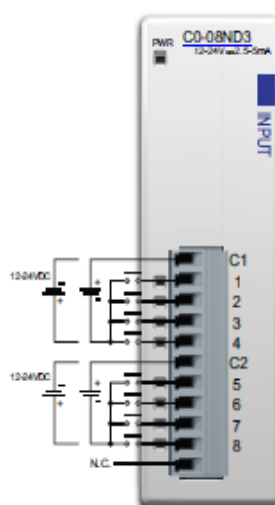 PWR C0-08ND3
12-24V⎓2.5-5mA
INPUT
C1
12-24VDC
1
2
3
4
C2
12-24VDC
5
6
7
8
N.C.